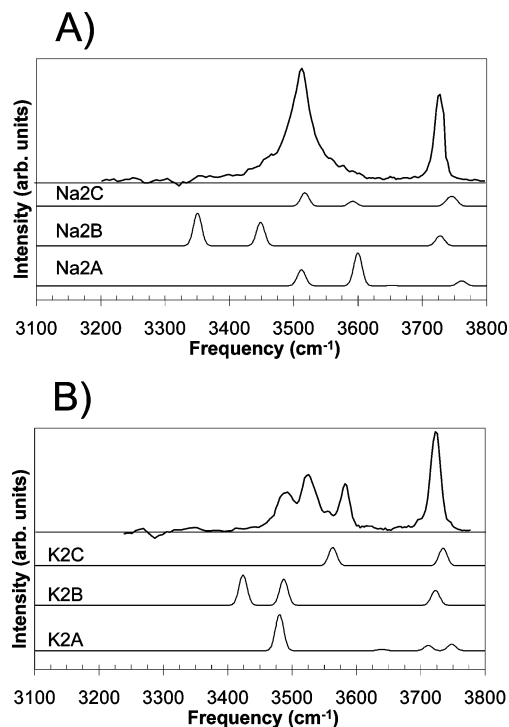 A)
Intensity (arb. units)
Na2C
Na2B
Na2A
3100 3200 3300 3400 3500 3600 3700 3800
Frequency (cm-1)
B)
Intensity (arb. units)
K2C
K2B
K2A
3100 3200 3300 3400 3500 3600 3700 3800
Frequency (cm-1)